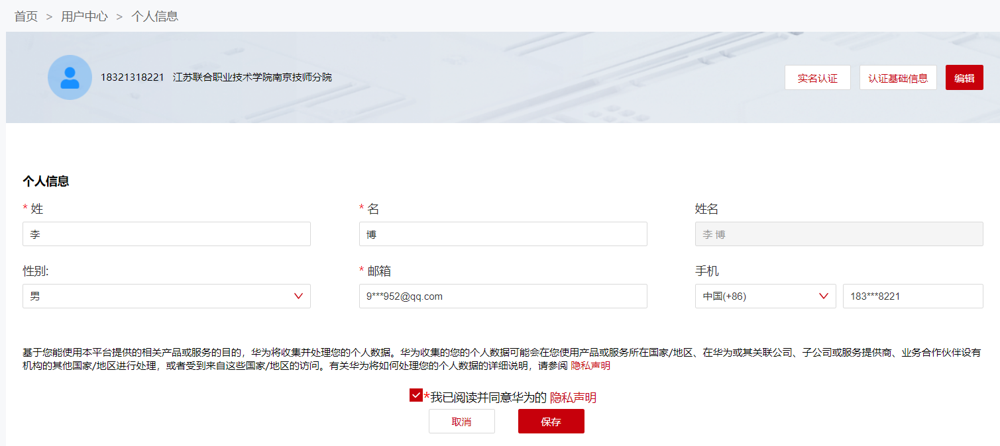 首页 > 用户中心 > 个人信息
18321318221 江苏联合职业技术学院南京技师分院
实名认证 认证基础信息 编辑
个人信息
* 姓 * 名 姓名
李 博 李 博
性别: * 邮箱 手机
男 9***952@qq.com 中国(+86) 183***8221
基于您能使用本平台提供的相关产品或服务的目的，华为将收集并处理您的个人数据。华为收集的您的个人数据可能会在您使用产品或服务所在国家/地区、在华为或其关联公司、子公司或服务提供商、业务合作伙伴设有
机构的其他国家/地区进行处理，或者受到来自这些国家/地区的访问。有关华为将如何处理您的个人数据的详细说明，请参阅 隐私声明
*我已阅读并同意华为的 隐私声明
取消 保存